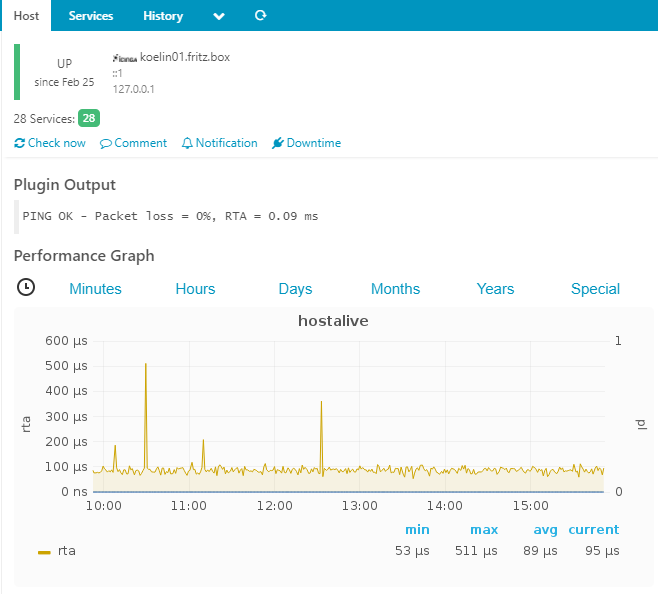 Host Services History
UP
since Feb 25
koelin01.fritz.box
::1
127.0.0.1
28 Services: 28
Check now Comment Notification Downtime
Plugin Output
PING OK - Packet loss = 0%, RTA = 0.09 ms
Performance Graph
Minutes Hours Days Months Years Special
hostalive
600 µs 1
500 µs
400 µs
300 µs
rta pl
200 µs
100 µs
0 ns 0
10:00 11:00 12:00 13:00 14:00 15:00
min max avg current
rta 53 µs 511 µs 89 µs 95 µs